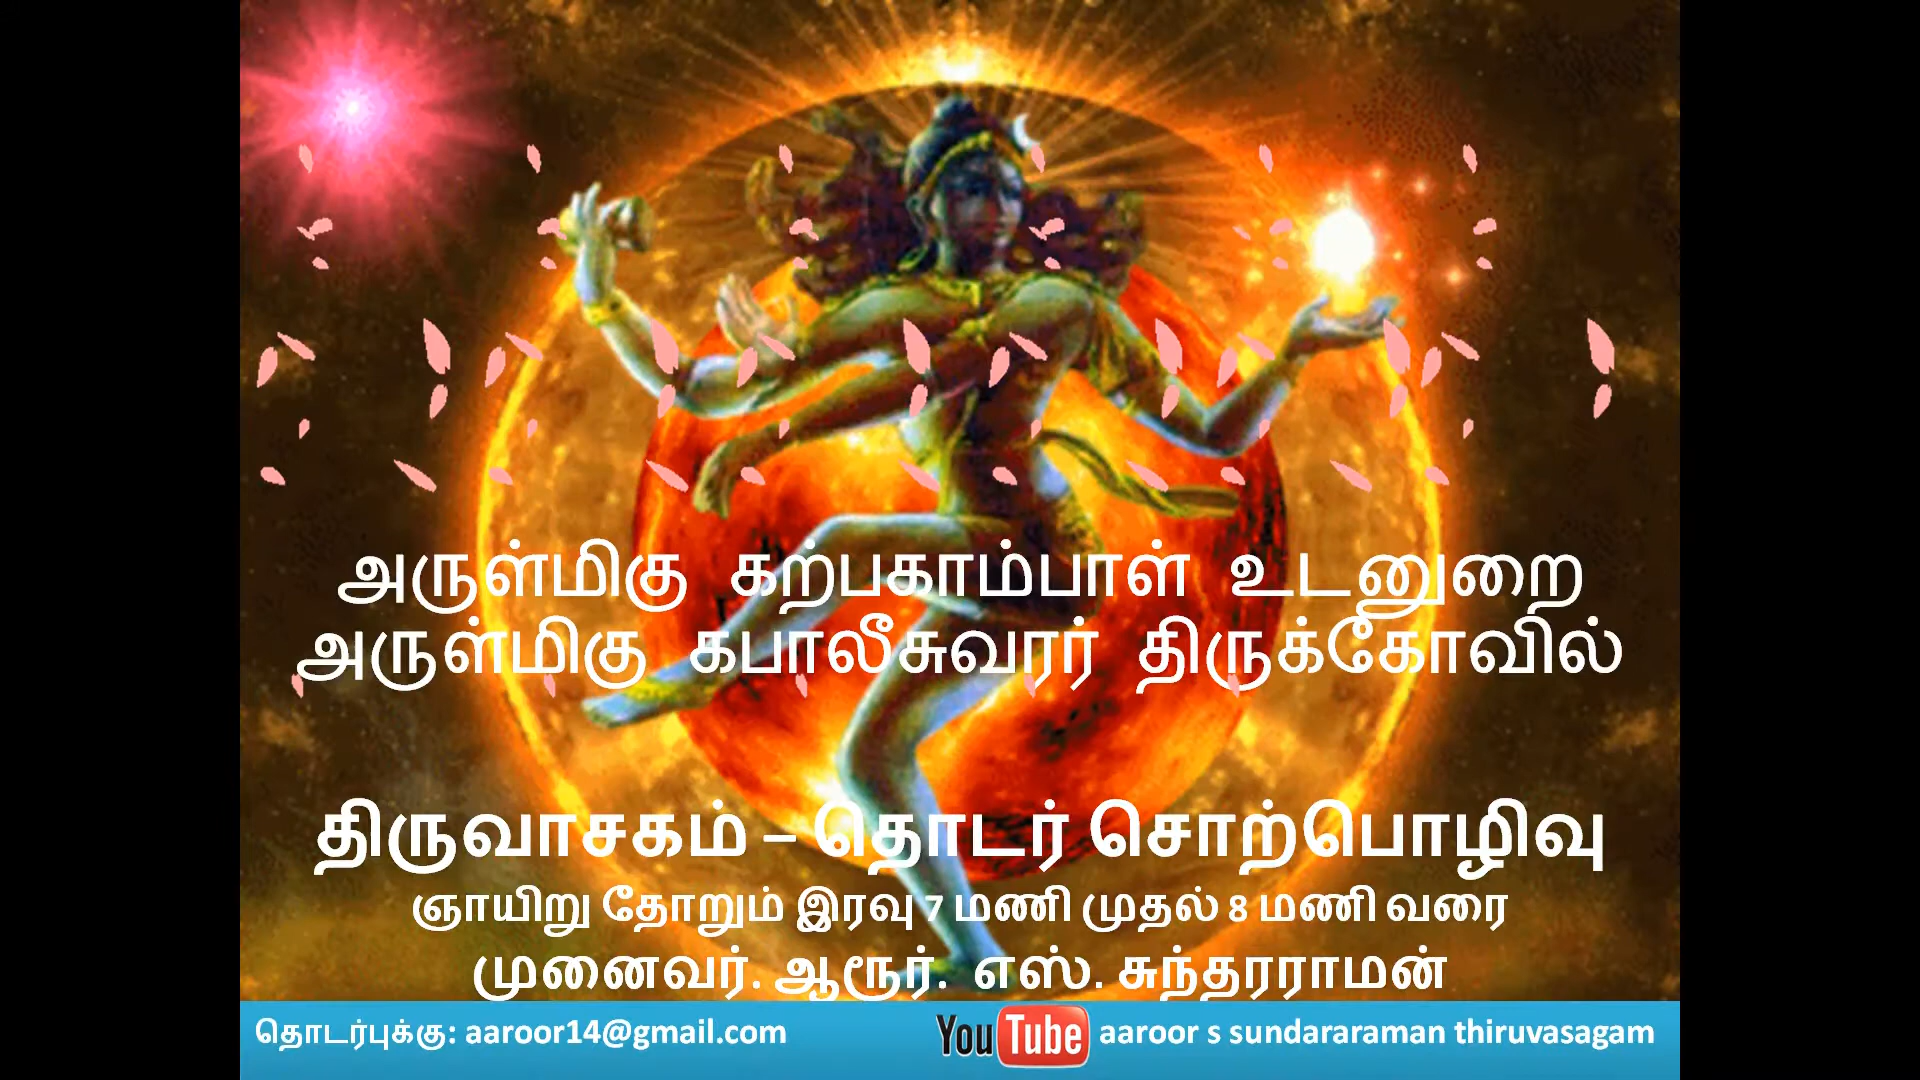 அருள்மிகு கற்பகாம்பாள் உடனுறை
அருள்மிகு கபாலீசுவரர் திருக்கோவில்
திருவாசகம் – தொடர் சொற்பொழிவு
ஞாயிறு தோறும் இரவு 7 மணி முதல் 8 மணி வரை
முனைவர். ஆரூர். எஸ். சுந்தரராமன்
தொடர்புக்கு: aaroor14@gmail.com YouTube aaroor s sundararaman thiruvasagam